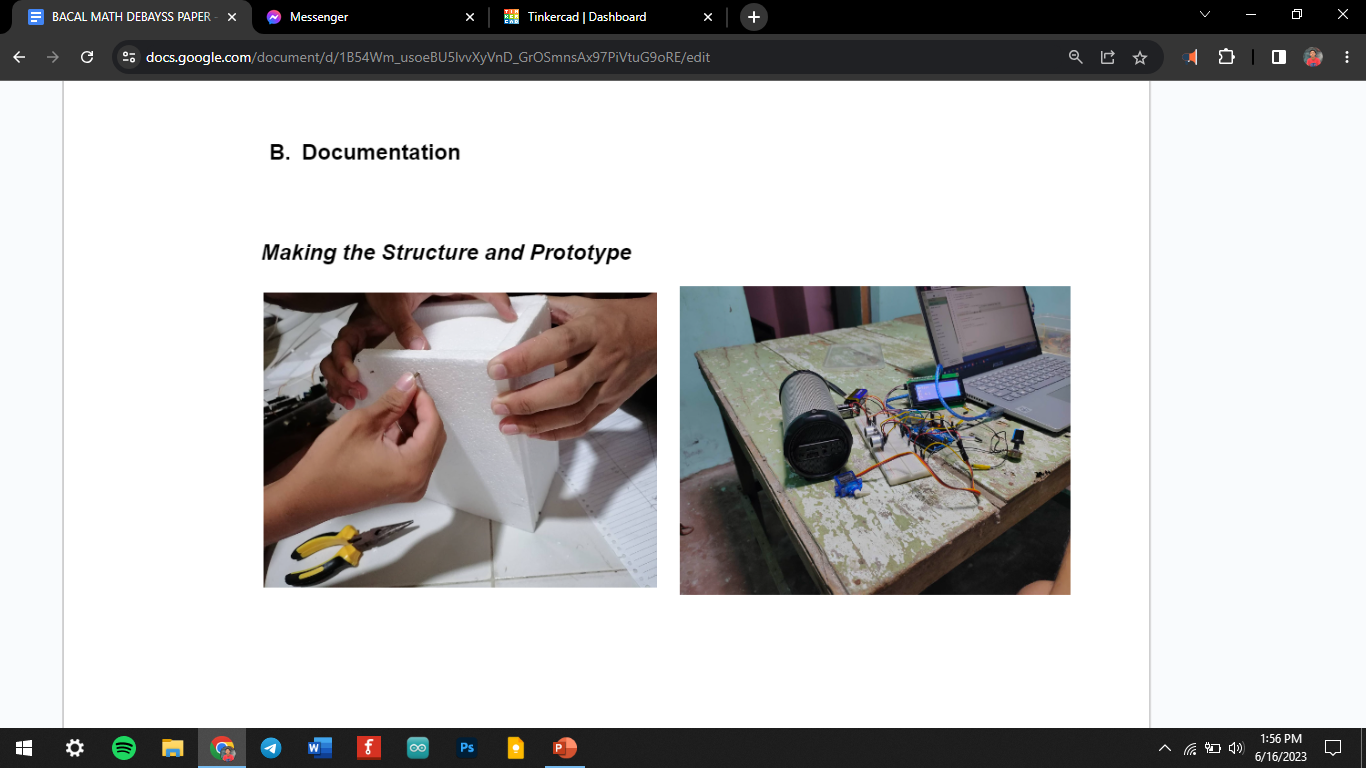 BACAL MATH DEBAYSS PAPER -
Messenger
Tinkercad | Dashboard
docs.google.com/document/d/1B54Wm_usoeBU5lvvXyVnD_GrOSmnsAx97PiVtuG9oRE/edit
B. Documentation
Making the Structure and Prototype
1:56 PM
6/16/2023